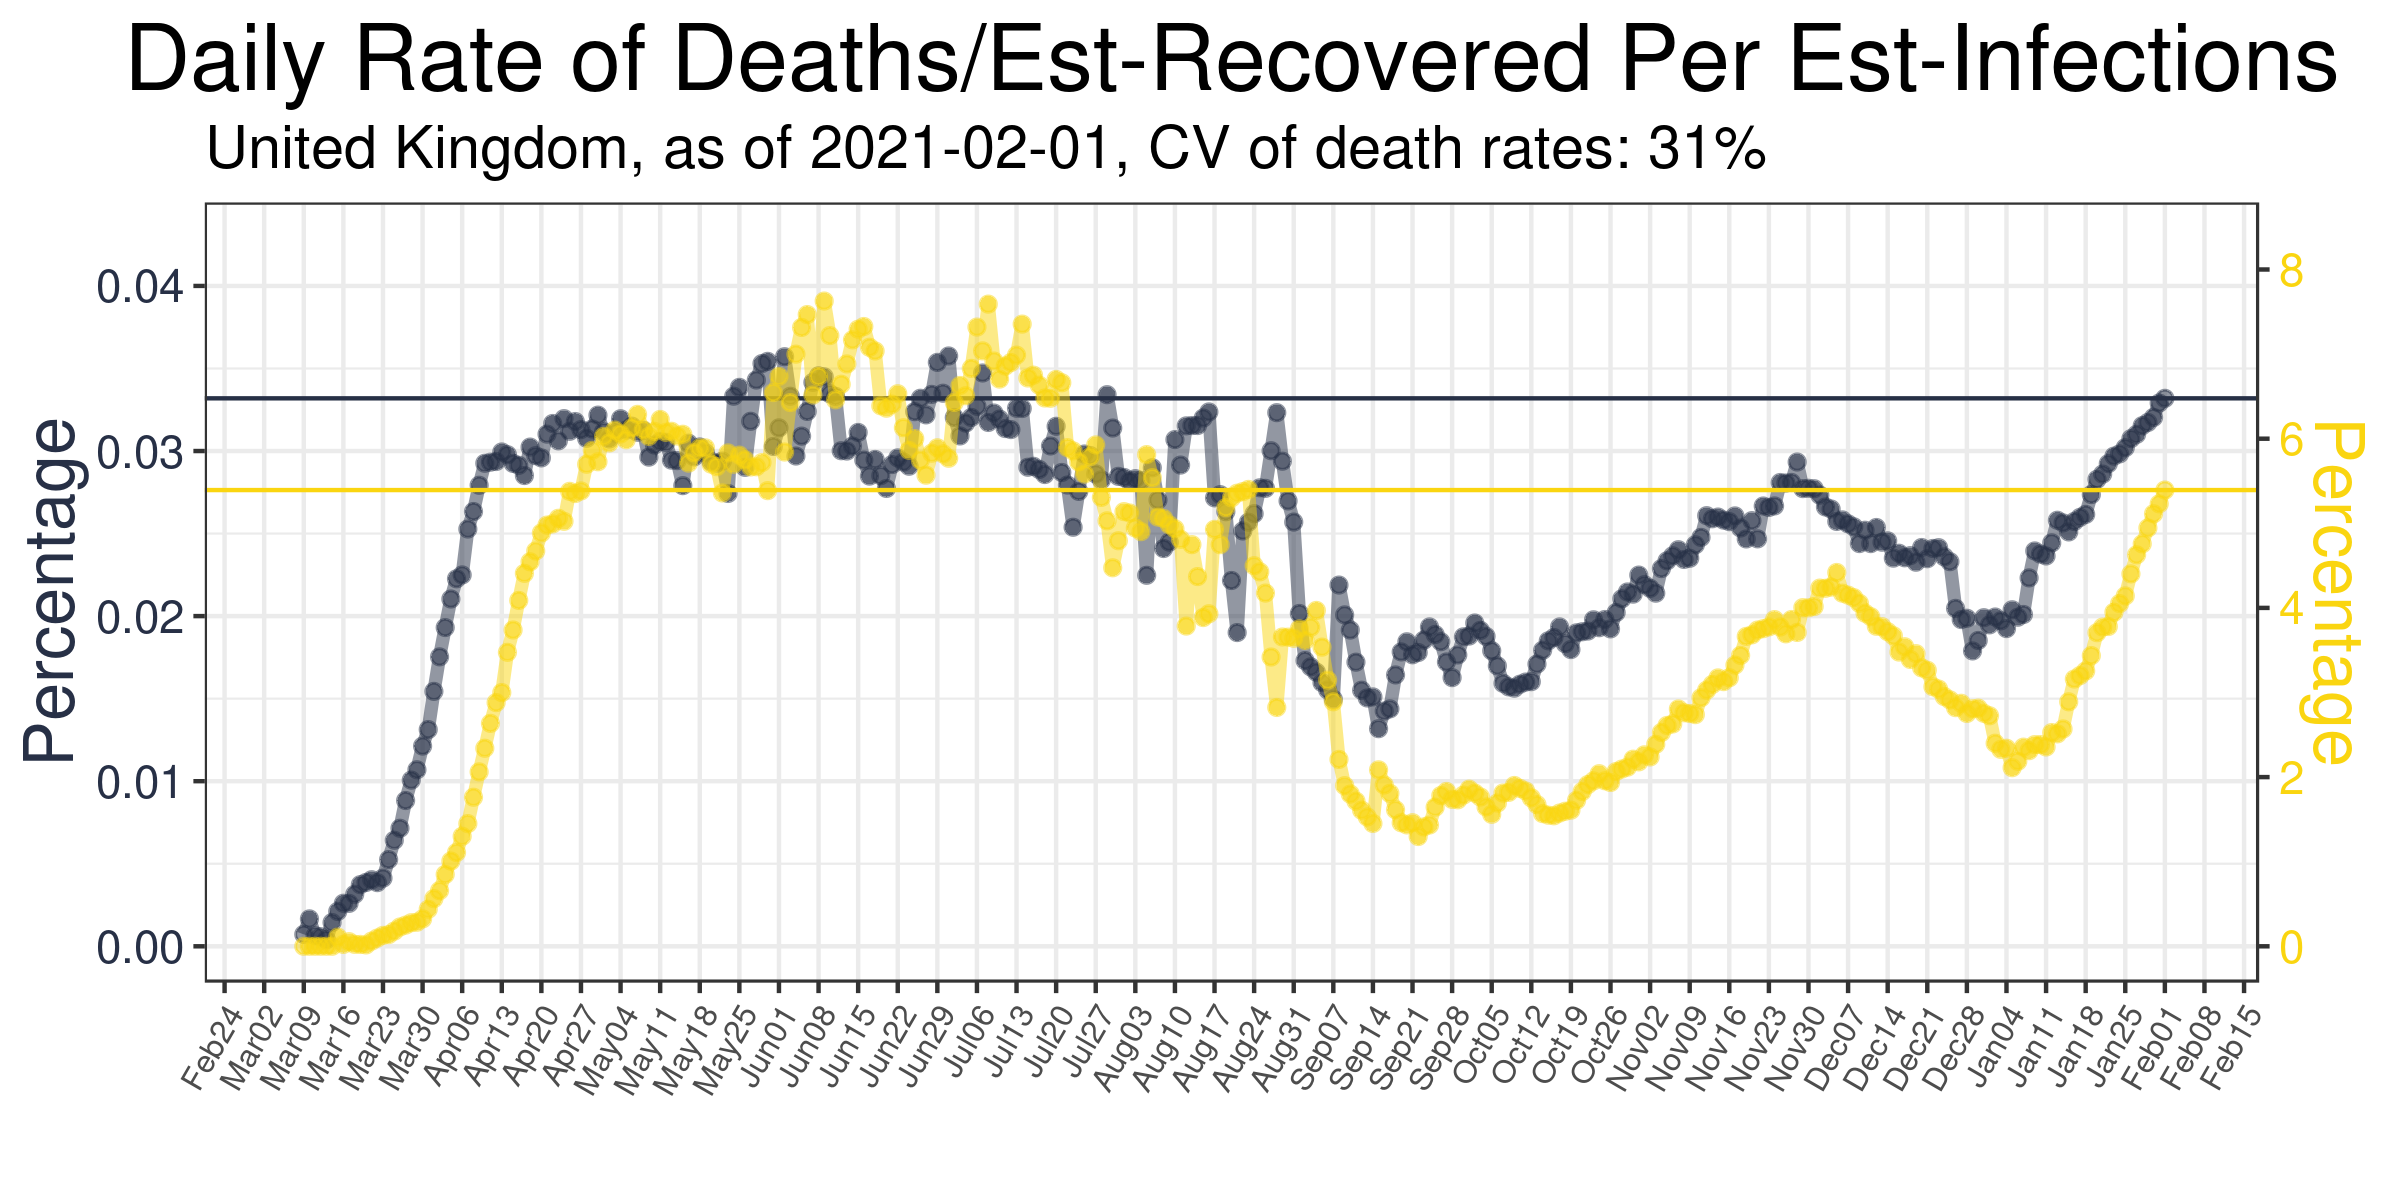 Daily Rate of Deaths/Est-Recovered Per Est-Infections
United Kingdom, as of 2021-02-01, CV of death rates: 31%
Percentage
0.04
0.03
0.02
0.01
0.00
8
6
4
2
0
Percentage
Feb24
Mar02
Mar09
Mar16
Mar23
Mar30
Apr06
Apr13
Apr20
Apr27
May04
May11
May18
May25
Jun01
Jun08
Jun15
Jun22
Jun29
Jul06
Jul13
Jul20
Jul27
Aug03
Aug10
Aug17
Aug24
Aug31
Sep07
Sep14
Sep21
Sep28
Oct05
Oct12
Oct19
Oct26
Nov02
Nov09
Nov16
Nov23
Nov30
Dec07
Dec14
Dec21
Dec28
Jan04
Jan11
Jan18
Jan25
Feb01
Feb08
Feb15